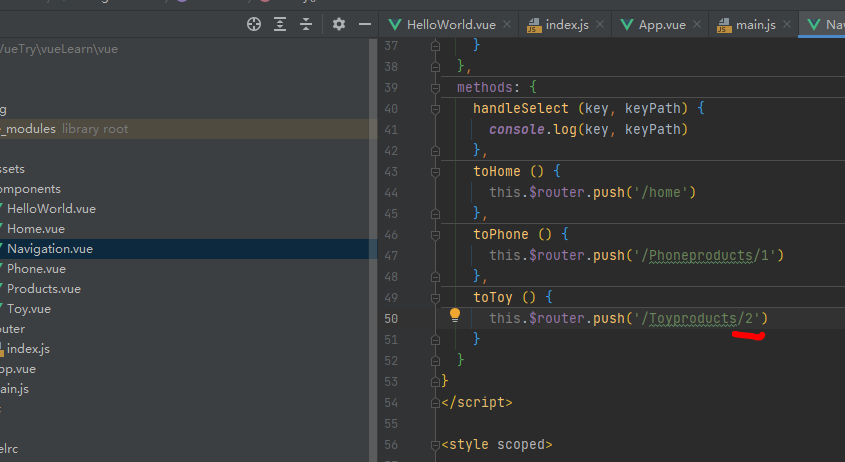 HelloWorld.vue
index.js
App.vue
main.js
Nav
/VueTry\vueLearn\vue
g
_modules library root
ssets
omponents
HelloWorld.vue
Home.vue
Navigation.vue
Phone.vue
Products.vue
Toy.vue
outer
index.js
pp.vue
ain.js
elrc
37 }
38 },
39 methods: {
40 handleSelect (key, keyPath) {
41 console.log(key, keyPath)
42 },
43 toHome () {
44 this.$router.push('/home')
45 },
46 toPhone () {
47 this.$router.push('/Phoneproducts/1')
48 },
49 toToy () {
50 this.$router.push('/Toyproducts/2')
51 }
52 }
53 }
54 </script>
55
56 <style scoped>